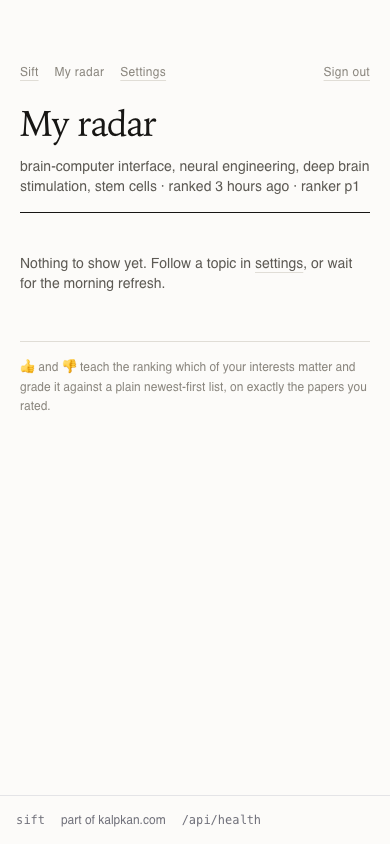 Sift My radar Settings Sign out
My radar
brain-computer interface, neural engineering, deep brain
stimulation, stem cells · ranked 3 hours ago · ranker p1
Nothing to show yet. Follow a topic in settings, or wait
for the morning refresh.
👍 and 👎 teach the ranking which of your interests matter and
grade it against a plain newest-first list, on exactly the papers you
rated.
sift part of kalpkan.com /api/health